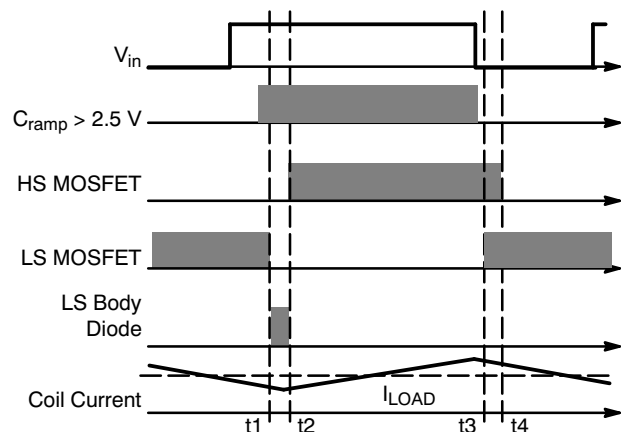 V_in
C_ramp > 2.5 V
HS MOSFET
LS MOSFET
LS Body
Diode
Coil Current
I_LOAD
t1 t2 t3 t4